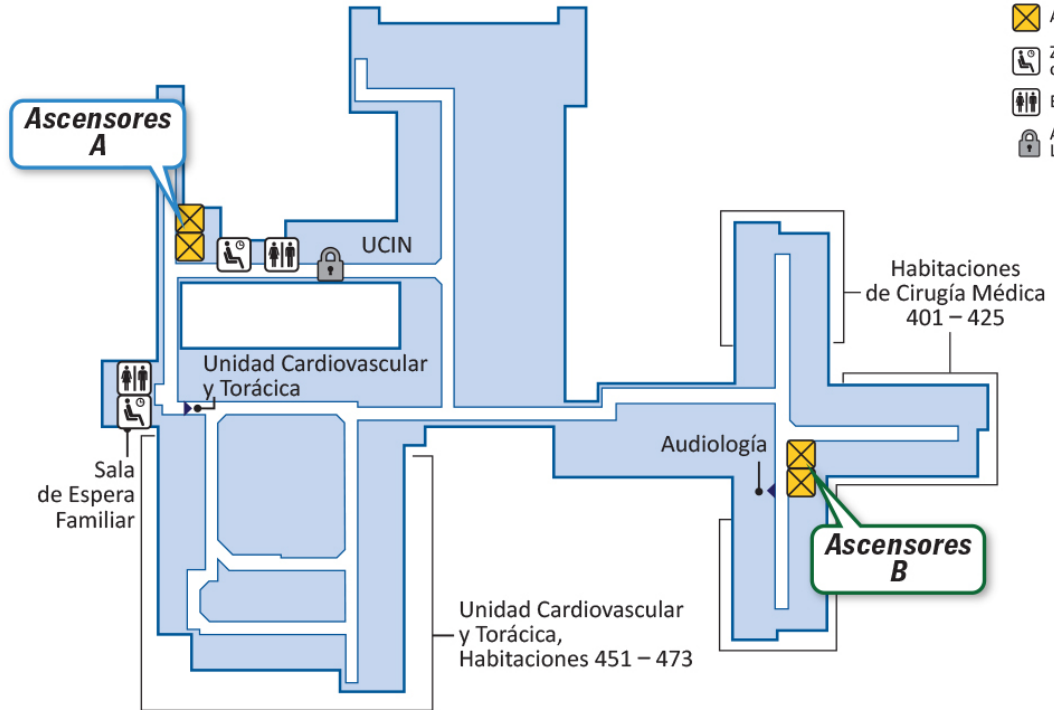 Ascensores
A
UCIN
Habitaciones
de Cirugía Médica
401 – 425
Unidad Cardiovascular
y Torácica
Audiología
Sala
de Espera
Familiar
Ascensores
B
Unidad Cardiovascular
y Torácica,
Habitaciones 451 – 473